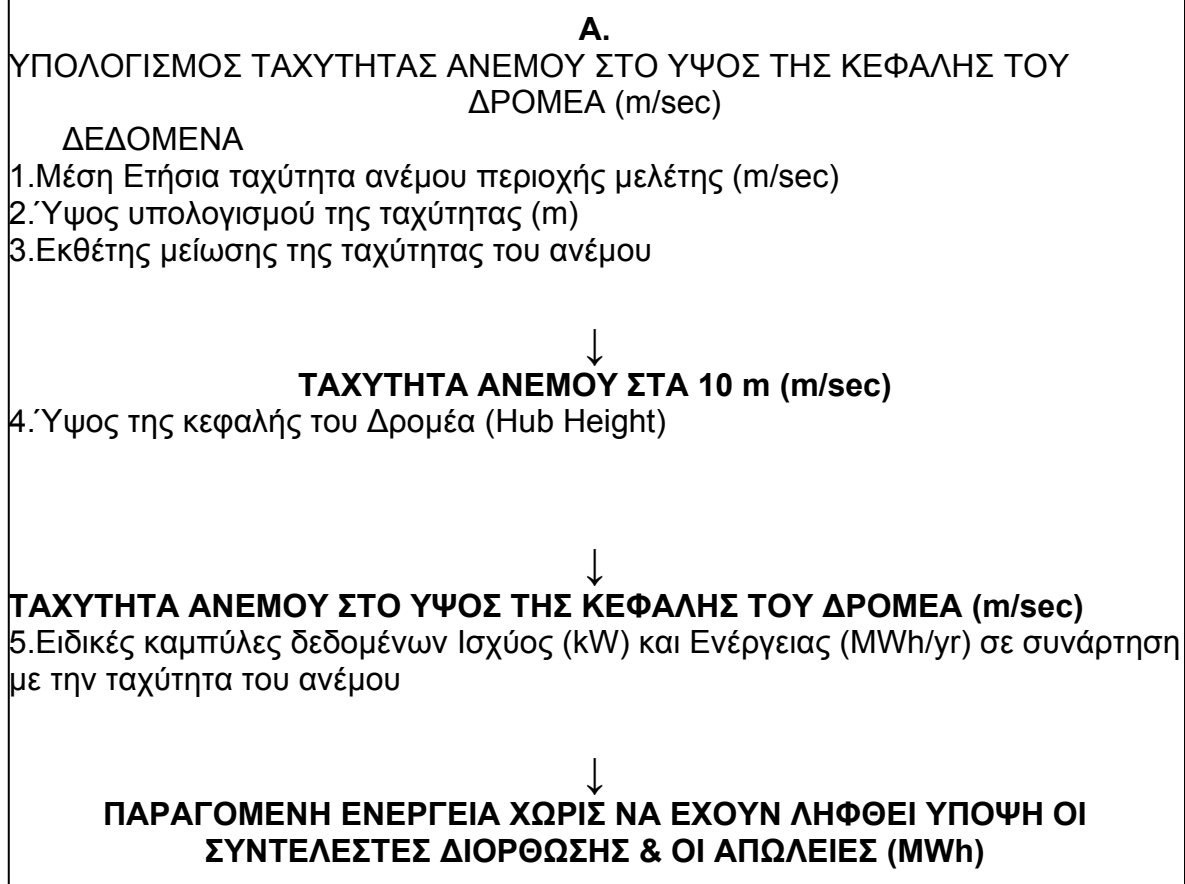 Α.
ΥΠΟΛΟΓΙΣΜΟΣ ΤΑΧΥΤΗΤΑΣ ΑΝΕΜΟΥ ΣΤΟ ΥΨΟΣ ΤΗΣ ΚΕΦΑΛΗΣ ΤΟΥ
ΔΡΟΜΕΑ (m/sec)
ΔΕΔΟΜΕΝΑ
1.Μέση Ετήσια ταχύτητα ανέμου περιοχής μελέτης (m/sec)
2.Ύψος υπολογισμού της ταχύτητας (m)
3.Εκθέτης μείωσης της ταχύτητας του ανέμου
↓
ΤΑΧΥΤΗΤΑ ΑΝΕΜΟΥ ΣΤΑ 10 m (m/sec)
4.Ύψος της κεφαλής του Δρομέα (Hub Height)
↓
ΤΑΧΥΤΗΤΑ ΑΝΕΜΟΥ ΣΤΟ ΥΨΟΣ ΤΗΣ ΚΕΦΑΛΗΣ ΤΟΥ ΔΡΟΜΕΑ (m/sec)
5.Ειδικές καμπύλες δεδομένων Ισχύος (kW) και Ενέργειας (MWh/yr) σε συνάρτηση
με την ταχύτητα του ανέμου
↓
ΠΑΡΑΓΟΜΕΝΗ ΕΝΕΡΓΕΙΑ ΧΩΡΙΣ ΝΑ ΕΧΟΥΝ ΛΗΦΘΕΙ ΥΠΟΨΗ ΟΙ
ΣΥΝΤΕΛΕΣΤΕΣ ΔΙΟΡΘΩΣΗΣ & ΟΙ ΑΠΩΛΕΙΕΣ (MWh)